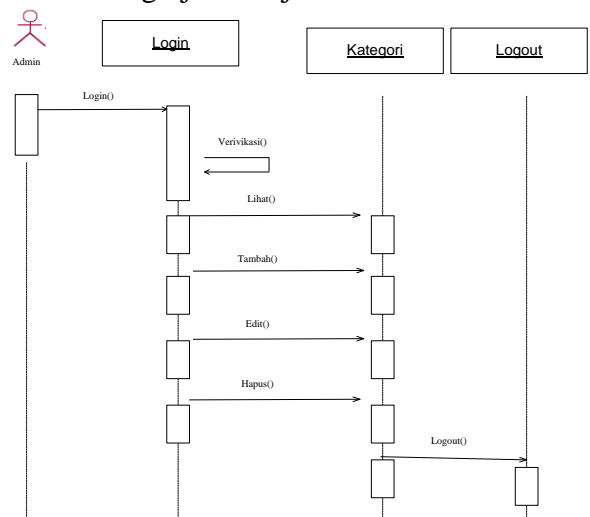 Login
Kategori
Logout
Admin
Login()
Verivikasi()
Lihat()
Tambah()
Edit()
Hapus()
Logout()